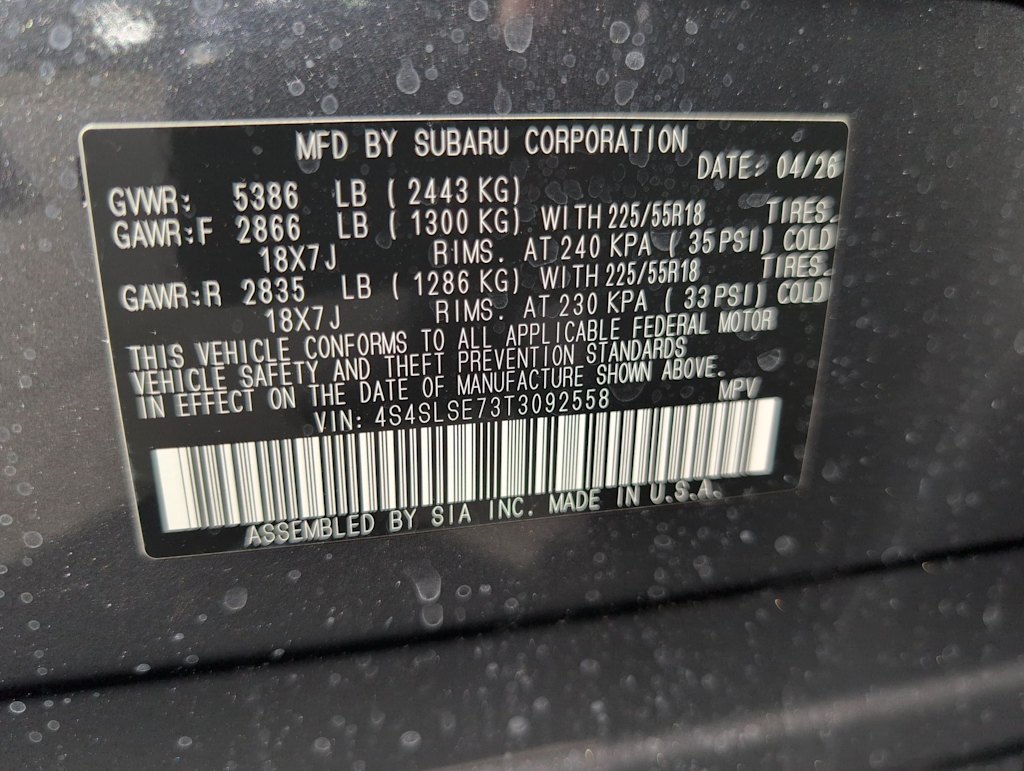 MFD BY SUBARU CORPORATION
DATE: 04/26
GVWR: 5386 LB ( 2443 KG)
GAWR:F 2866 LB ( 1300 KG) WITH 225/55R18 TIRES.
18X7J RIMS. AT 240 KPA ( 35 PSI) COLD
GAWR:R 2835 LB ( 1286 KG) WITH 225/55R18 TIRES.
18X7J RIMS. AT 230 KPA ( 33 PSI) COLD
THIS VEHICLE CONFORMS TO ALL APPLICABLE FEDERAL MOTOR
VEHICLE SAFETY AND THEFT PREVENTION STANDARDS
IN EFFECT ON THE DATE OF MANUFACTURE SHOWN ABOVE.
VIN: 4S4SLSE73T3092558 MPV
ASSEMBLED BY SIA INC. MADE IN U.S.A.